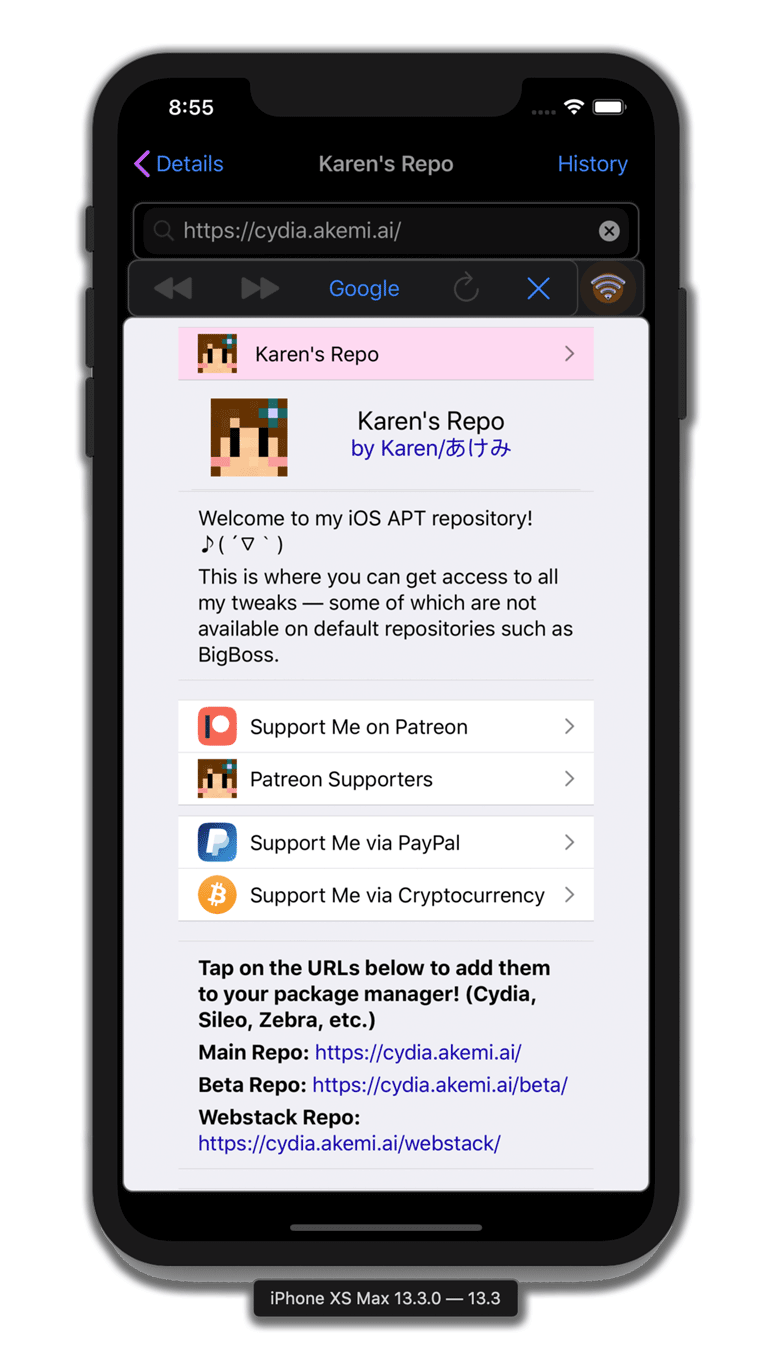 8:55
Details
Karen's Repo
History
https://cydia.akemi.ai/
Google
Karen's Repo
Karen's Repo
by Karen/あけみ
Welcome to my iOS APT repository!
♪( ´∇｀)
This is where you can get access to all
my tweaks — some of which are not
available on default repositories such as
BigBoss.
Support Me on Patreon
Patreon Supporters
Support Me via PayPal
Support Me via Cryptocurrency
Tap on the URLs below to add them
to your package manager! (Cydia,
Sileo, Zebra, etc.)
Main Repo: https://cydia.akemi.ai/
Beta Repo: https://cydia.akemi.ai/beta/
Webstack Repo:
https://cydia.akemi.ai/webstack/
iPhone XS Max 13.3.0 — 13.3